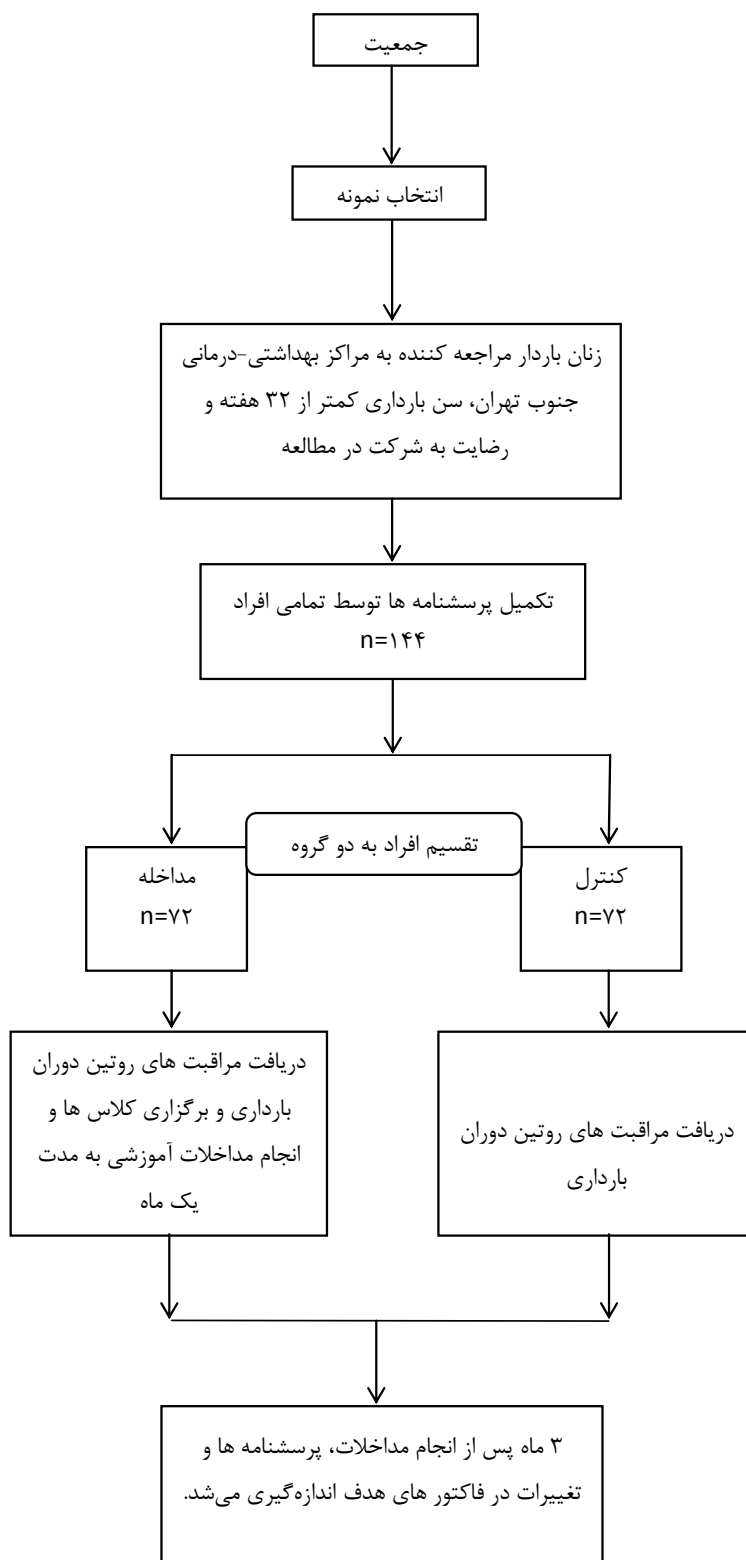 جمعیت
انتخاب نمونه
زنان باردار مراجعه کننده به مراکز بهداشتی-درمانی
جنوب تهران، سن بارداری کمتر از ۳۲ هفته و
رضایت به شرکت در مطالعه
تکمیل پرسشنامه ها توسط تمامی افراد
n=۱۴۴
تقسیم افراد به دو گروه
کنترل
n=۷۲
مداخله
n=۷۲
دریافت مراقبت های روتین دوران
بارداری
دریافت مراقبت های روتین دوران
بارداری و برگزاری کلاس ها و
انجام مداخلات آموزشی به مدت
یک ماه
۳ ماه پس از انجام مداخلات، پرسشنامه ها و
تغییرات در فاکتور های هدف اندازه‌گیری می‌شد.